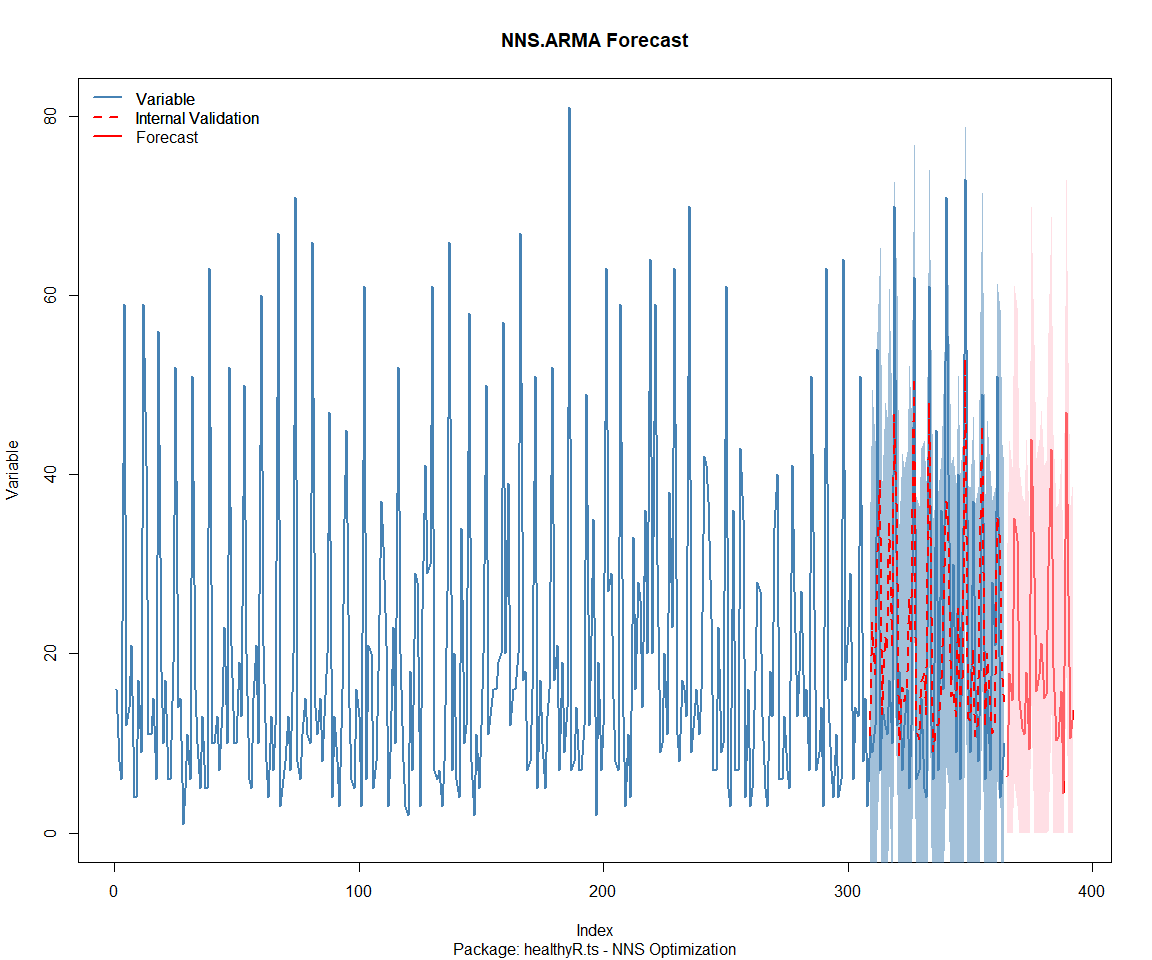 NNS.ARMA Forecast
Variable
Internal Validation
Forecast
80
60
40
20
0
Variable
0
100
200
300
400
Index
Package: healthyR.ts - NNS Optimization